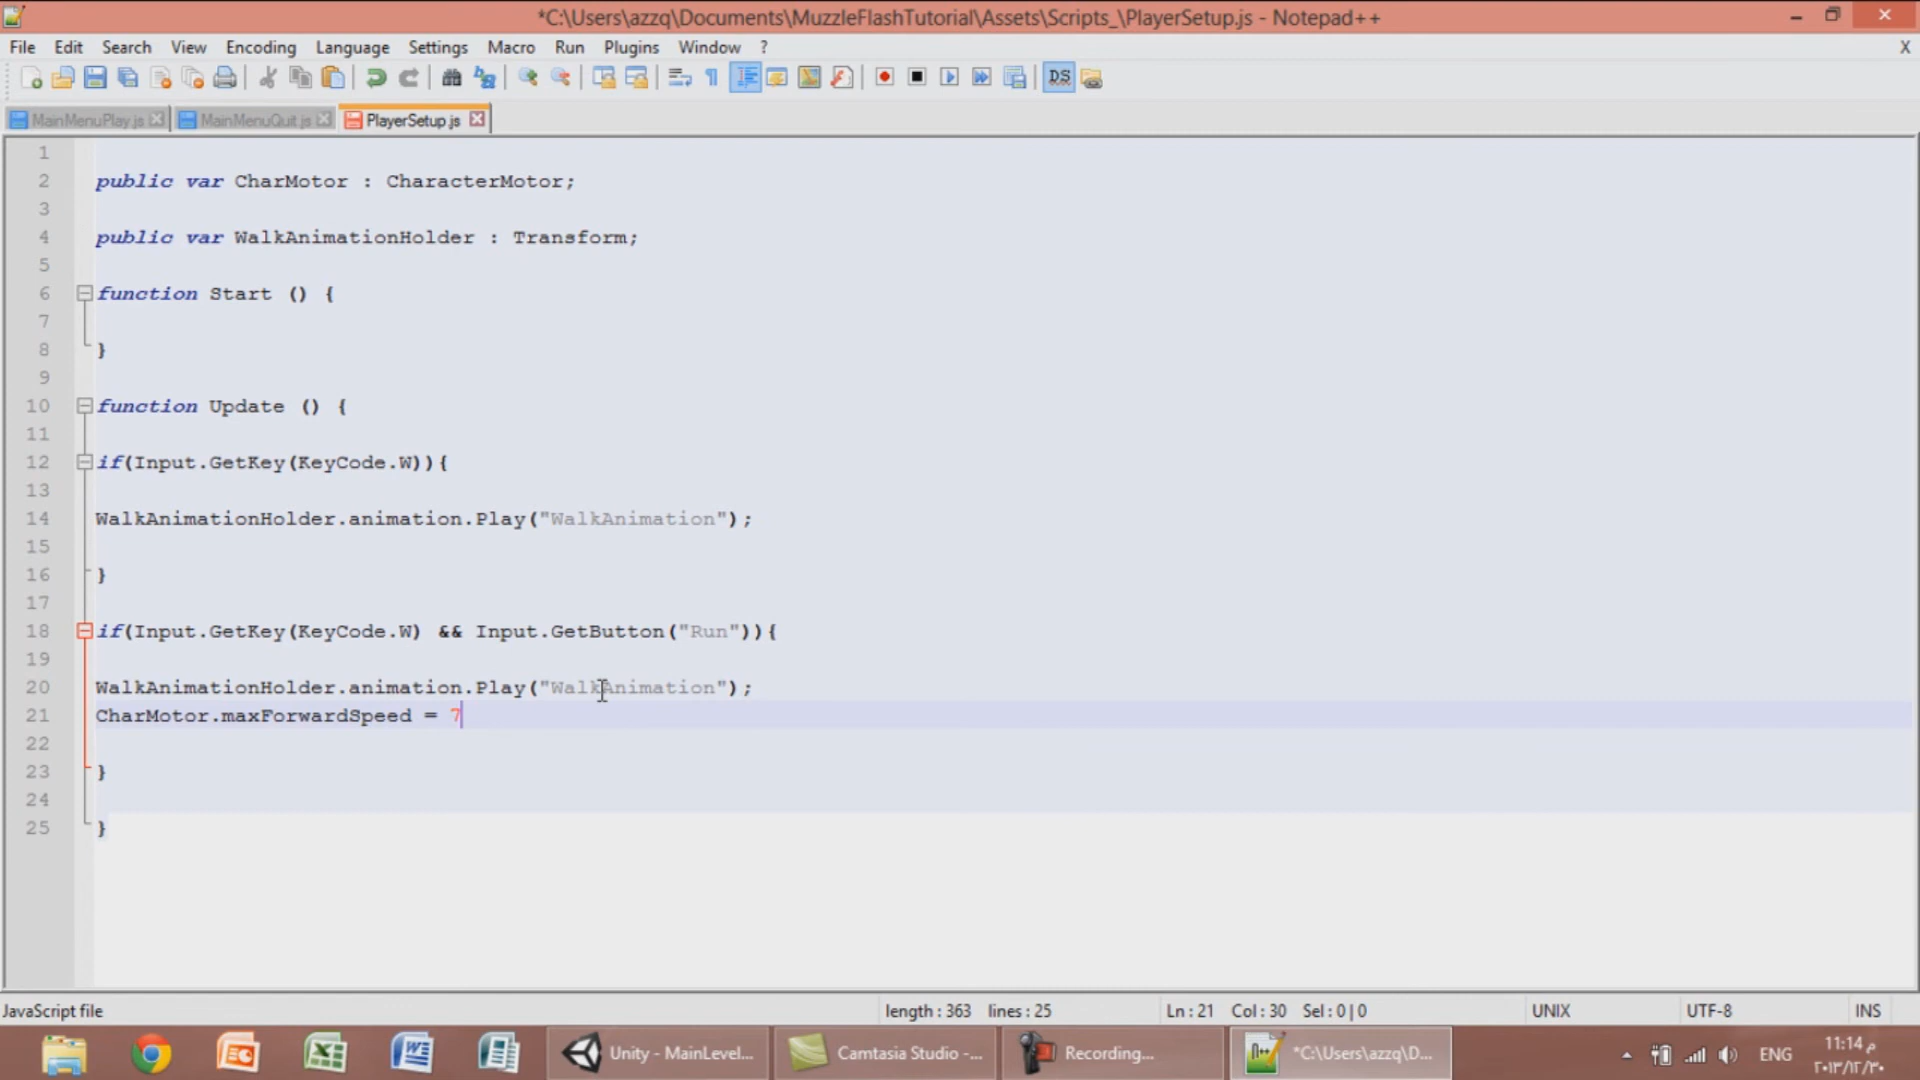 *C:\Users\azzq\Documents\MuzzleFlashTutorial\Assets\Scripts_\PlayerSetup.js - Notepad++
File Edit Search View Encoding Language Settings Macro Run Plugins Window ? X
MainMenuPlay.js MainMenuQuit.js PlayerSetup.js
1
2 public var CharMotor : CharacterMotor;
3
4 public var WalkAnimationHolder : Transform;
5
6 function Start () {
7
8 }
9
10 function Update () {
11
12 if(Input.GetKey(KeyCode.W)){
13
14 WalkAnimationHolder.animation.Play("WalkAnimation");
15
16 }
17
18 if(Input.GetKey(KeyCode.W) && Input.GetButton("Run")){
19
20 WalkAnimationHolder.animation.Play("WalkAnimation");
21 CharMotor.maxForwardSpeed = 7
22
23 }
24
25 }
JavaScript file length : 363 lines : 25 Ln : 21 Col : 30 Sel : 0 | 0 UNIX UTF-8 INS
Unity - MainLevel... Camtasia Studio -... Recording... *C:\Users\azzq\D... ENG 11:14 م
٢٠١٣/١٢/٣٠